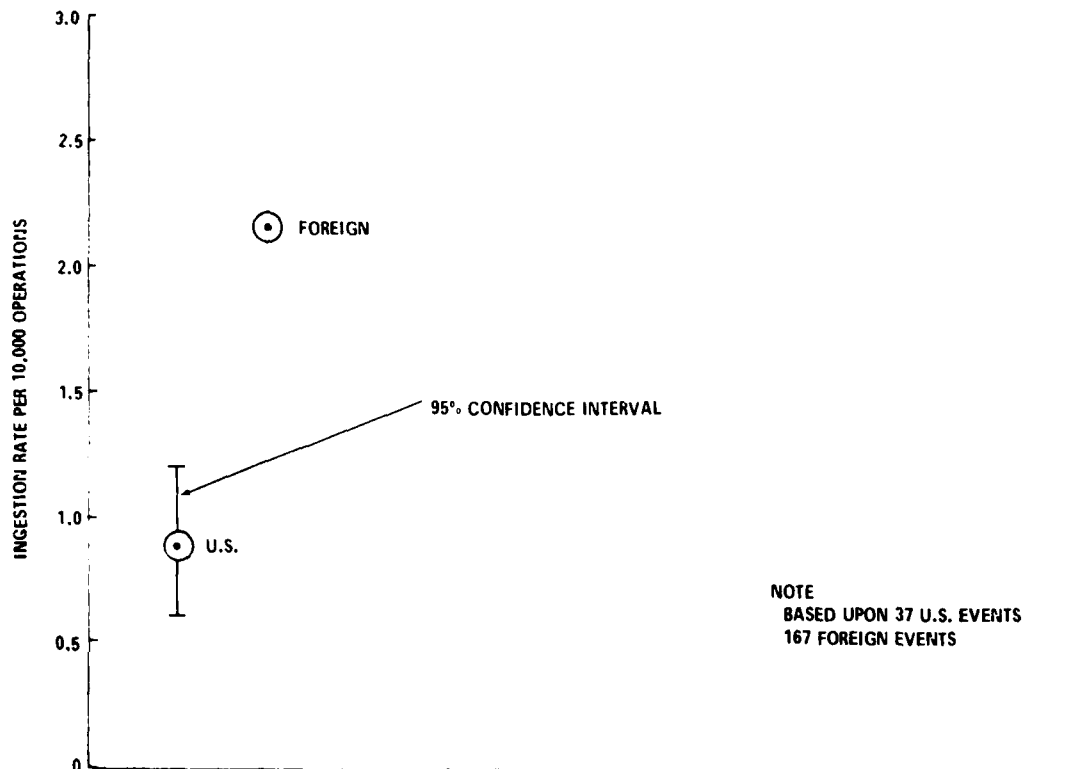 3.0
2.5
FOREIGN
2.0
INGESTION RATE PER 10,000 OPERATIONS
1.5
95% CONFIDENCE INTERVAL
1.0
U.S.
NOTE
BASED UPON 37 U.S. EVENTS
0.5
167 FOREIGN EVENTS
0